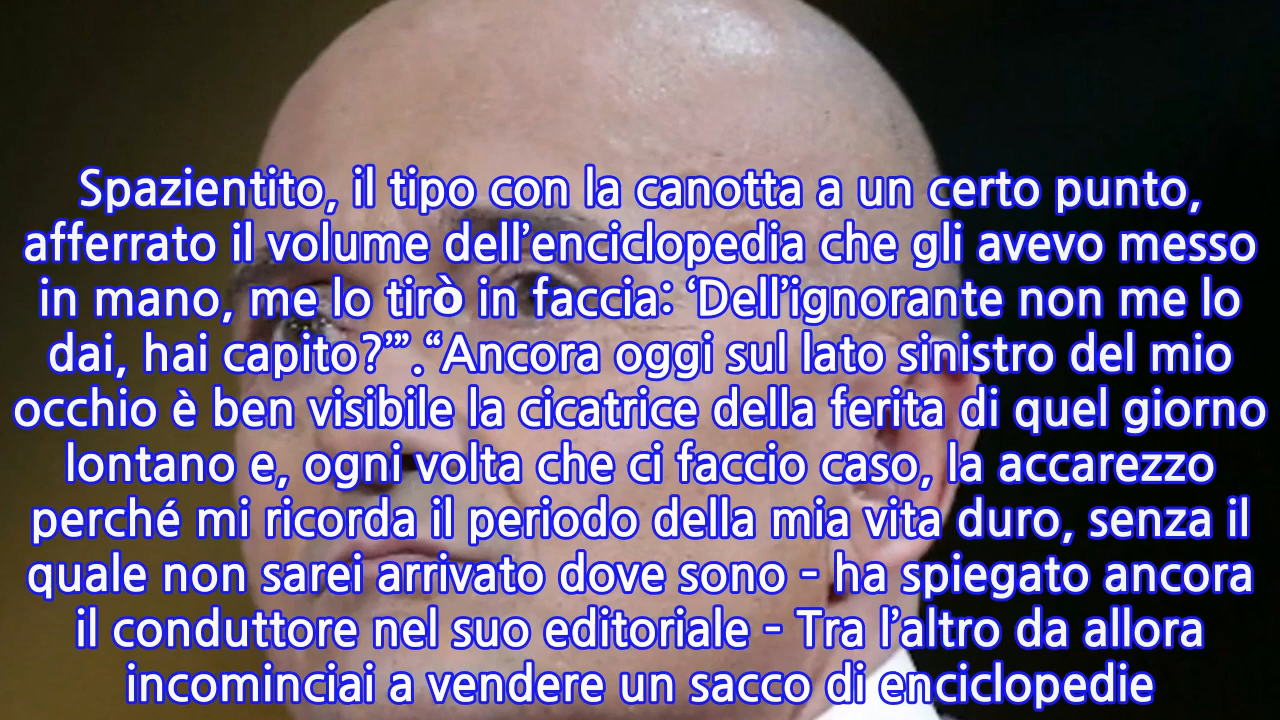 Spazientito, il tipo con la canotta a un certo punto,
afferrato il volume dell’enciclopedia che gli avevo messo
in mano, me lo tirò in faccia: ‘Dell’ignorante non me lo
dai, hai capito?’”.“Ancora oggi sul lato sinistro del mio
occhio è ben visibile la cicatrice della ferita di quel giorno
lontano e, ogni volta che ci faccio caso, la accarezzo
perché mi ricorda il periodo della mia vita duro, senza il
quale non sarei arrivato dove sono - ha spiegato ancora
il conduttore nel suo editoriale - Tra l’altro da allora
incominciai a vendere un sacco di enciclopedie